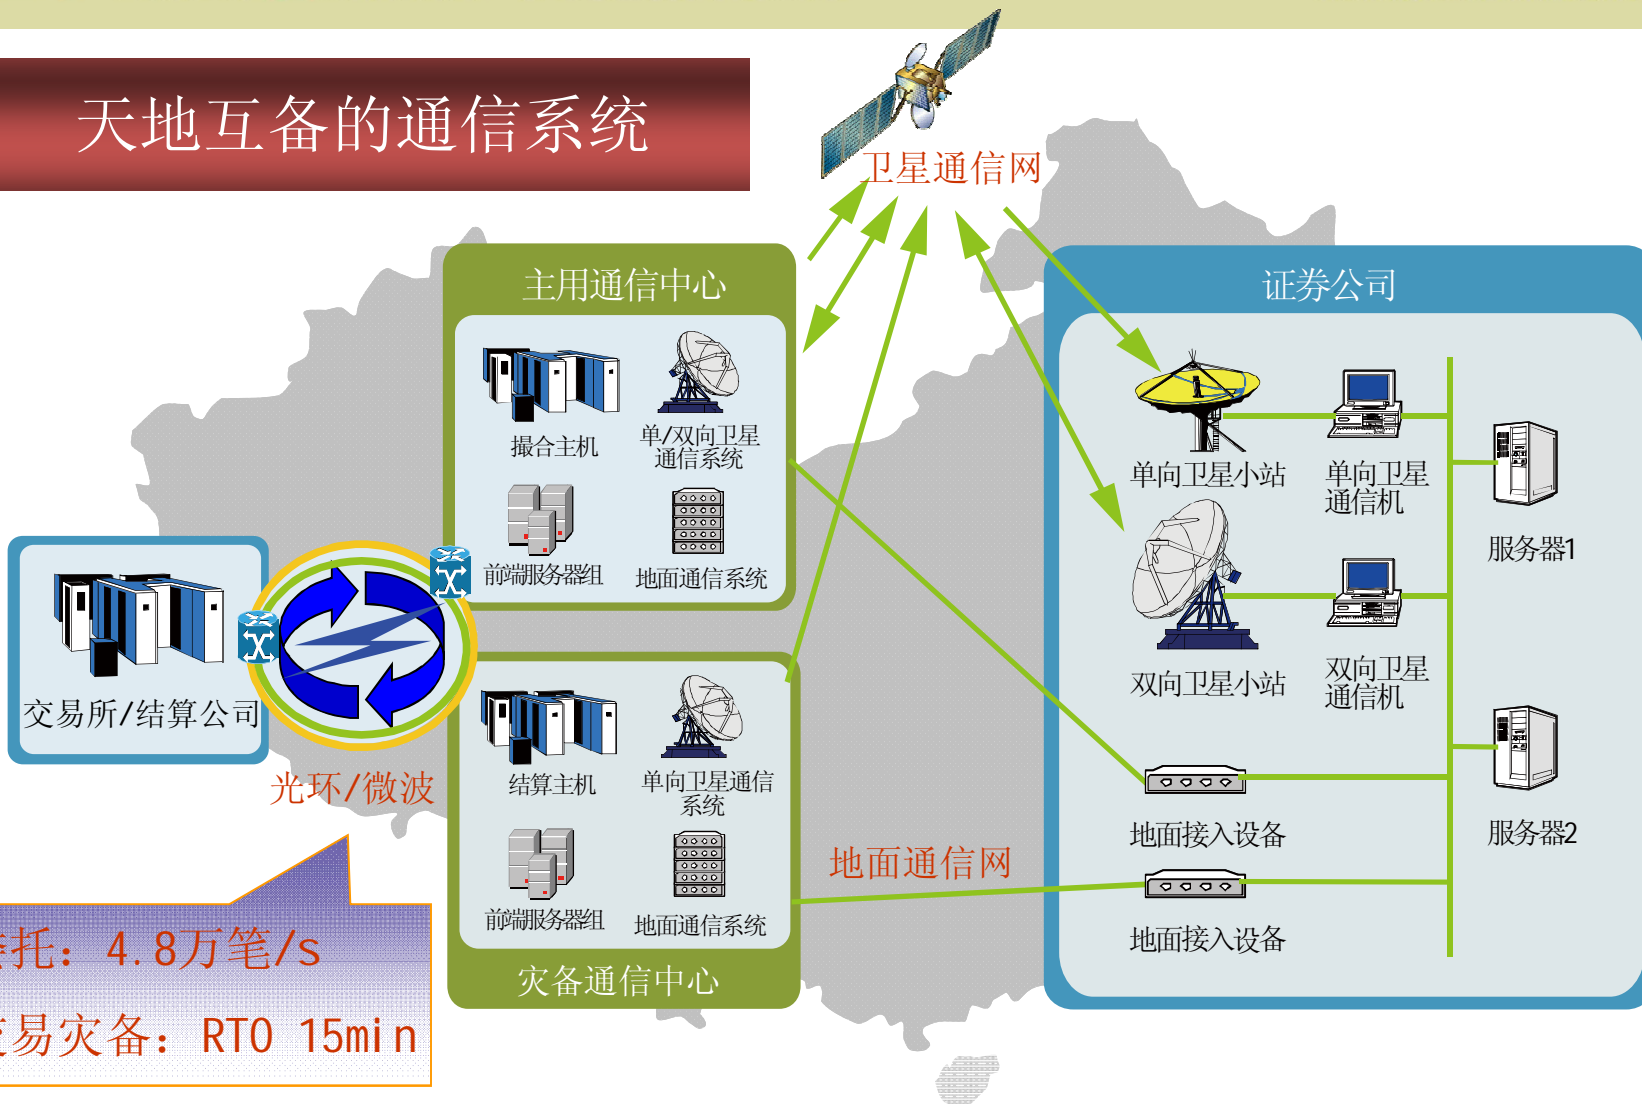 天地互备的通信系统
卫星通信网
主用通信中心
撮合主机
单/双向卫星
通信系统
前端服务器组
地面通信系统
证券公司
单向卫星小站
单向卫星
通信机
服务器1
双向卫星小站
双向卫星
通信机
服务器2
地面接入设备
地面接入设备
交易所/结算公司
光环/微波
结算主机
单向卫星通信
系统
前端服务器组
地面通信系统
灾备通信中心
地面通信网
托: 4.8万笔/s
易灾备: RTO 15min